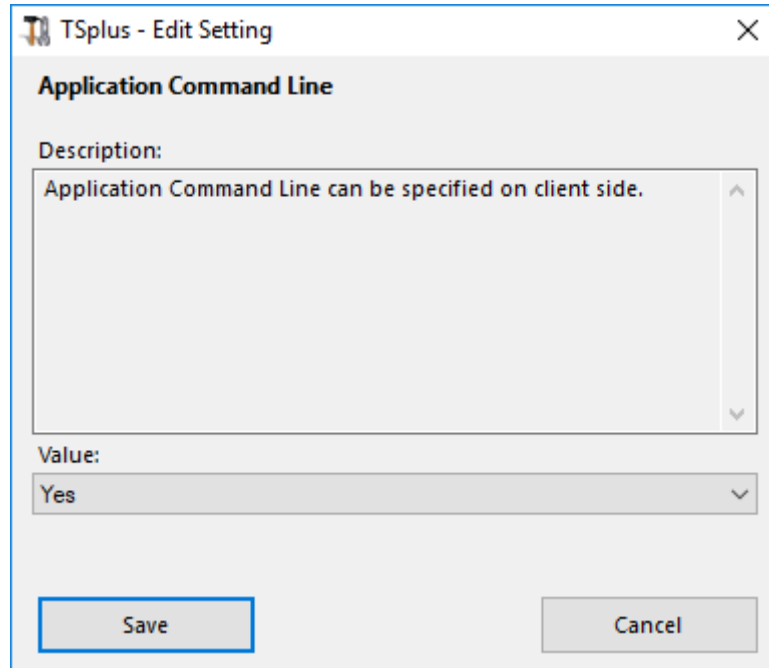 TSplus - Edit Setting
Application Command Line
Description:
Application Command Line can be specified on client side.
Value:
Yes
Save
Cancel